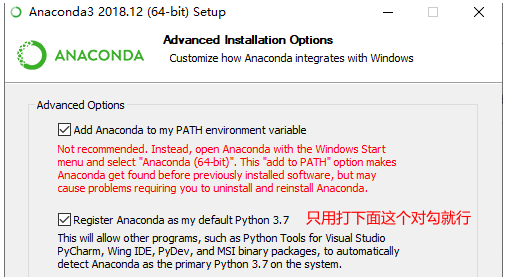 Anaconda3 2018.12 (64-bit) Setup
Advanced Installation Options
Customize how Anaconda integrates with Windows
ANACONDA
Advanced Options
Add Anaconda to my PATH environment variable
Not recommended. Instead, open Anaconda with the Windows Start
menu and select "Anaconda (64-bit)". This "add to PATH" option makes
Anaconda get found before previously installed software, but may
cause problems requiring you to uninstall and reinstall Anaconda.
Register Anaconda as my default Python 3.7 只用打下面这个对勾就行
This will allow other programs, such as Python Tools for Visual Studio
PyCharm, Wing IDE, PyDev, and MSI binary packages, to automatically
detect Anaconda as the primary Python 3.7 on the system.